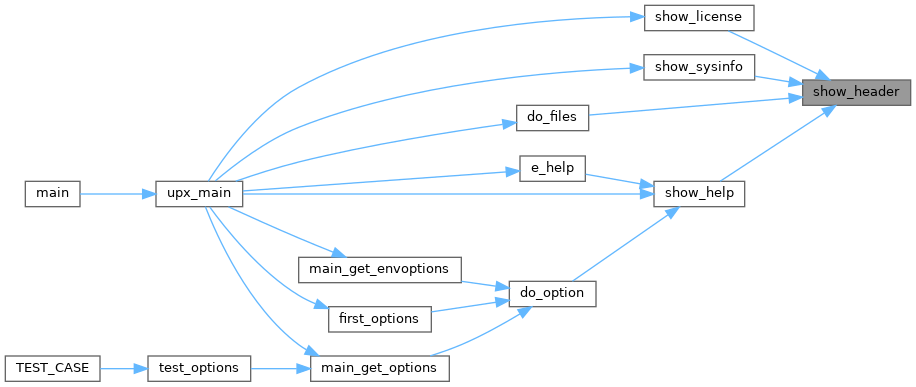 show_license
show_sysinfo
show_header
do_files
e_help
main
upx_main
show_help
main_get_envoptions
do_option
first_options
TEST_CASE
test_options
main_get_options